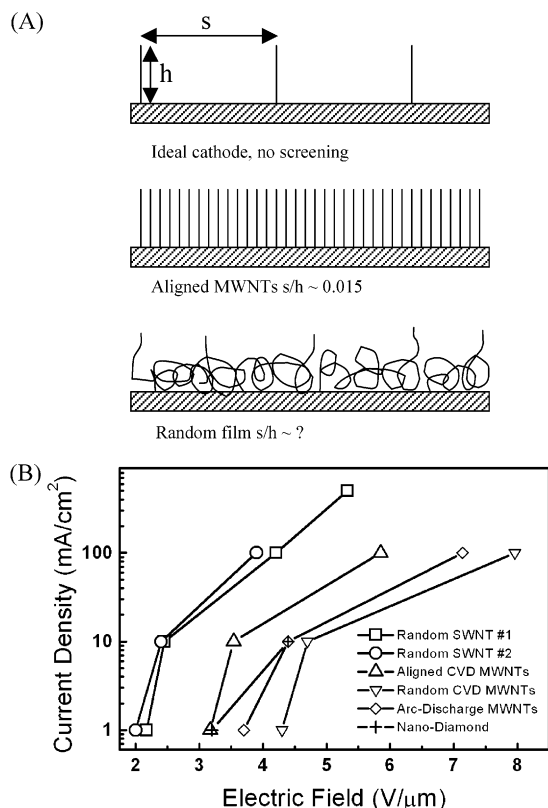 (A)
s
h
Ideal cathode, no screening
Aligned MWNTs s/h ~ 0.015
Random film s/h ~ ?
(B)
Current Density (mA/cm²)
100
10
1
Random SWNT #1
Random SWNT #2
Aligned CVD MWNTs
Random CVD MWNTs
Arc-Discharge MWNTs
Nano-Diamond
2 3 4 5 6 7 8
Electric Field (V/μm)